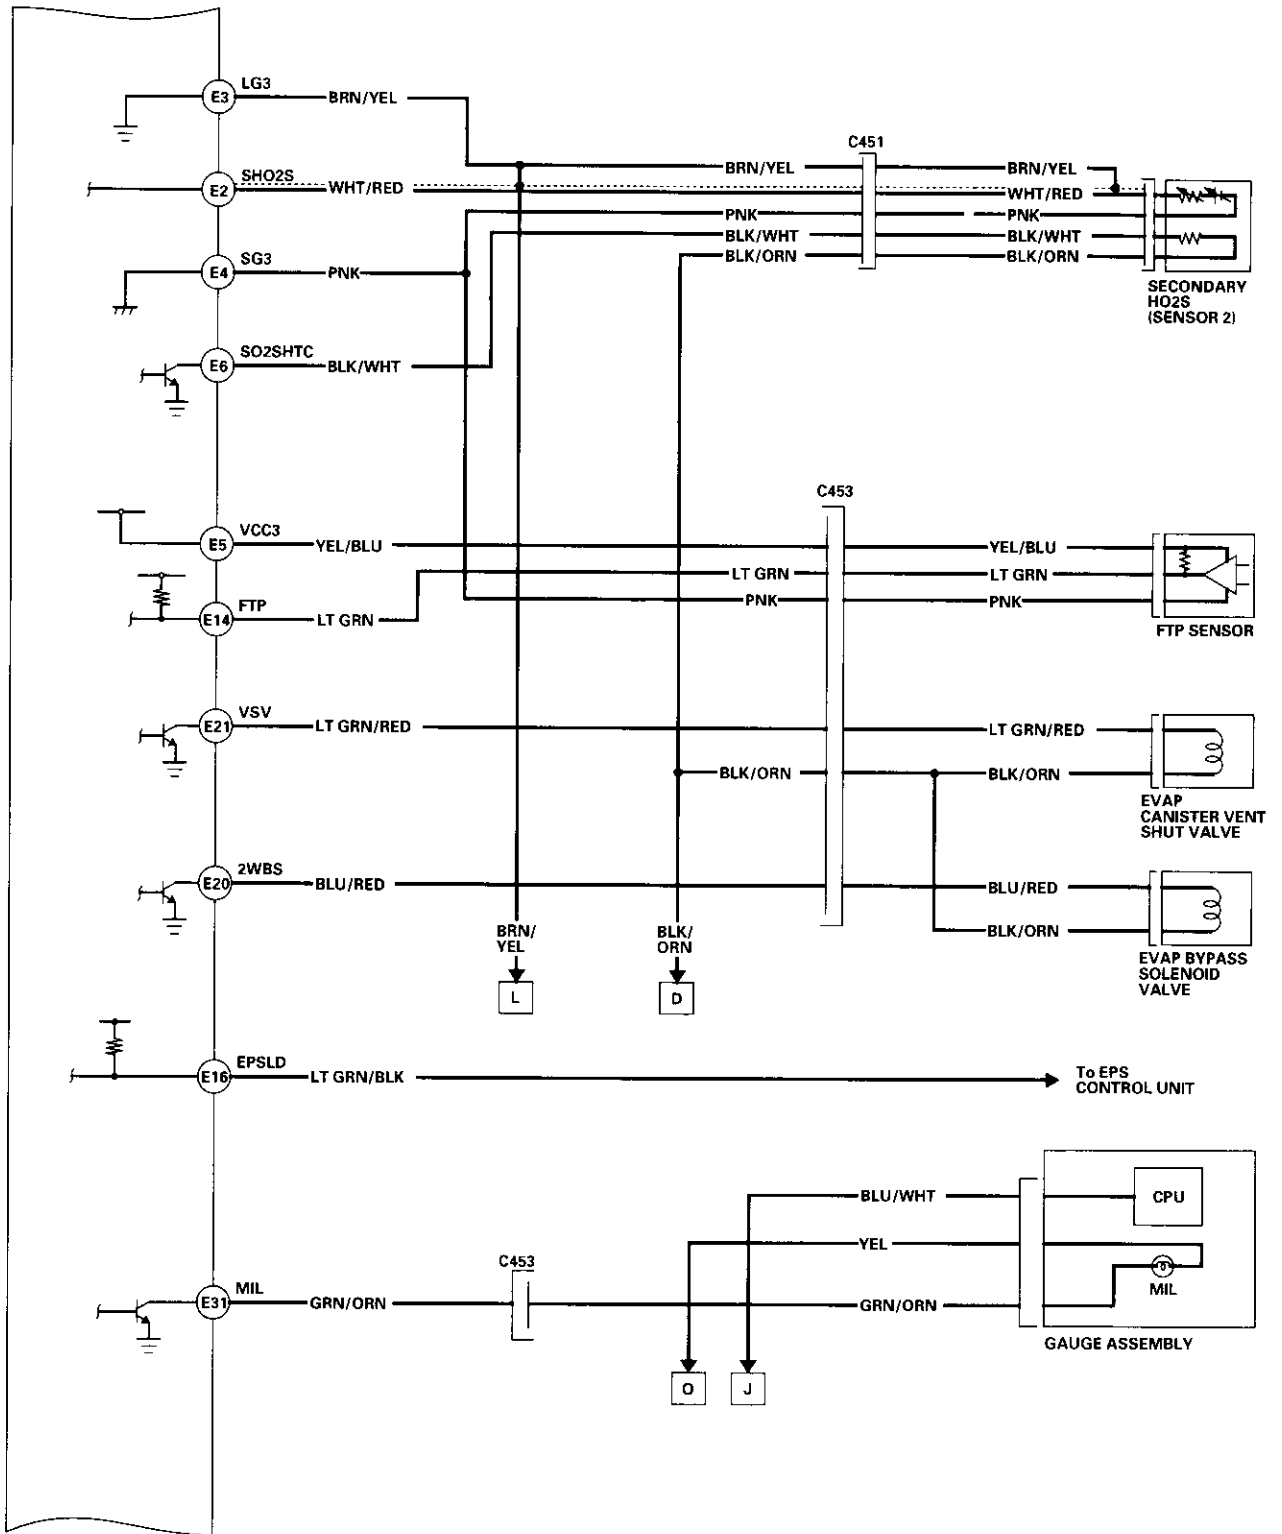 LG3
E3 BRN/YEL
C451
SHO2S
BRN/YEL BRN/YEL
E2 WHT/RED WHT/RED
PNK PNK
BLK/WHT BLK/WHT
SG3
BLK/ORN BLK/ORN
E4 PNK
SECONDARY
HO2S
(SENSOR 2)
SO2SHTC
E6 BLK/WHT
C453
VCC3
E5 YEL/BLU YEL/BLU
LT GRN LT GRN
FTP
PNK PNK
E14 LT GRN
FTP SENSOR
VSV
E21 LT GRN/RED LT GRN/RED
BLK/ORN BLK/ORN
EVAP
CANISTER VENT
SHUT VALVE
2WBS
E20 BLU/RED BLU/RED
BRN/
YEL
BLK/
ORN
BLK/ORN
EVAP BYPASS
SOLENOID
VALVE
L D
EPSLD
E16 LT GRN/BLK
To EPS
CONTROL UNIT
BLU/WHT CPU
YEL
C453
MIL
MIL
E31 GRN/ORN GRN/ORN
GAUGE ASSEMBLY
O J